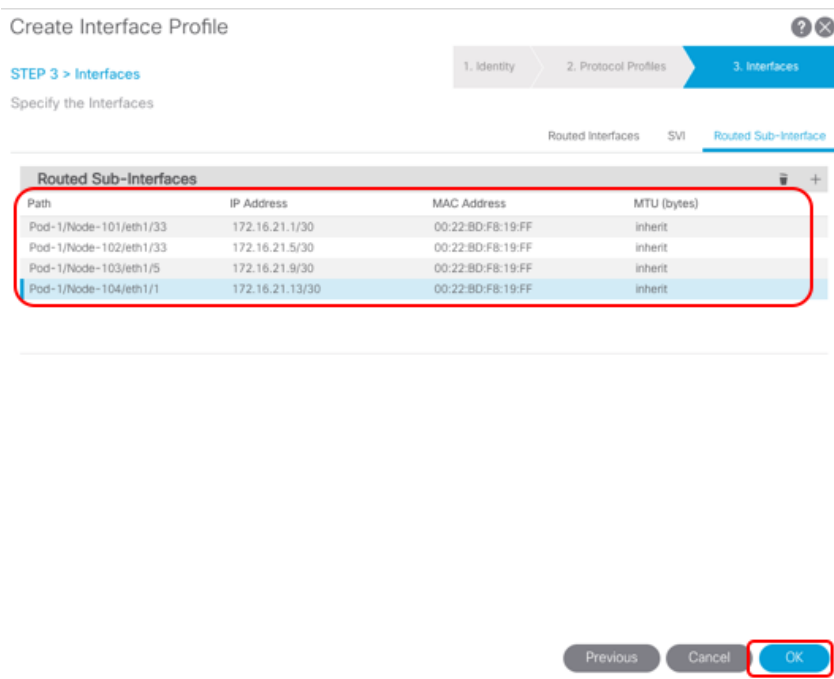 Create Interface Profile
STEP 3 > Interfaces
1. Identity 2. Protocol Profiles 3. Interfaces
Specify the Interfaces
Routed Interfaces SVI Routed Sub-Interface
Routed Sub-Interfaces
Path IP Address MAC Address MTU (bytes)
Pod-1/Node-101/eth1/33 172.16.21.1/30 00:22:BD:F8:19:FF inherit
Pod-1/Node-102/eth1/33 172.16.21.5/30 00:22:BD:F8:19:FF inherit
Pod-1/Node-103/eth1/5 172.16.21.9/30 00:22:BD:F8:19:FF inherit
Pod-1/Node-104/eth1/1 172.16.21.13/30 00:22:BD:F8:19:FF inherit
Previous Cancel OK